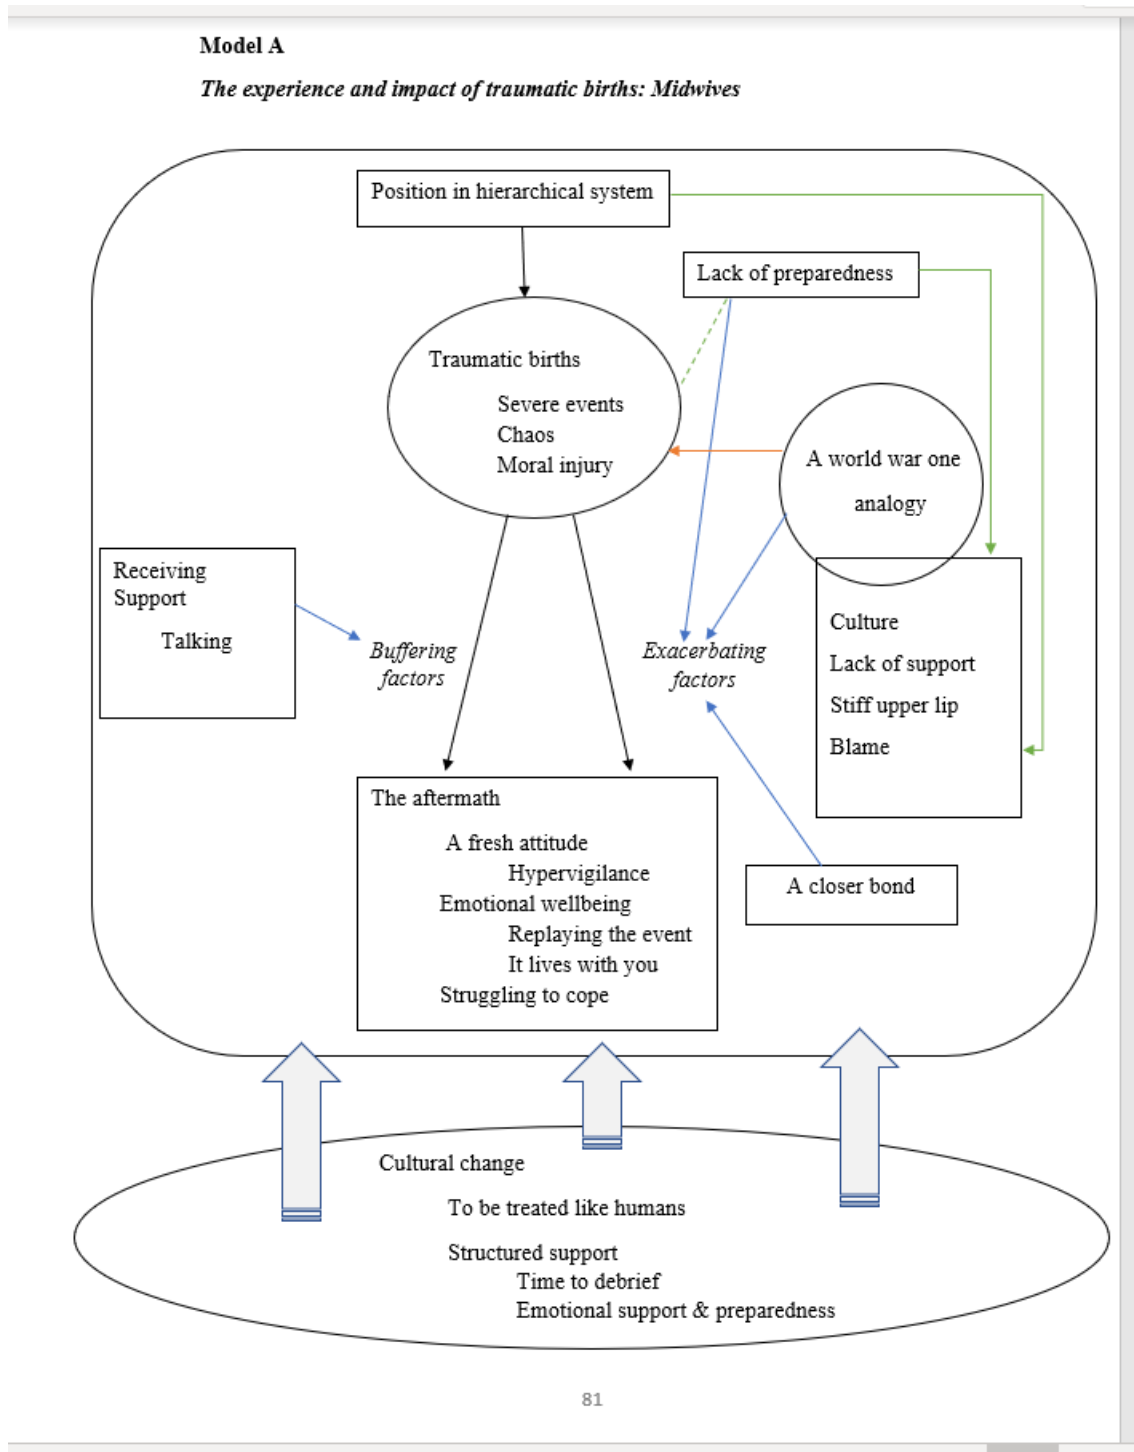 Model A
The experience and impact of traumatic births: Midwives
Position in hierarchical system
Lack of preparedness
Traumatic births
Severe events
Chaos
Moral injury
A world war one
analogy
Receiving
Support
Talking
Buffering
factors
Exacerbating
factors
Culture
Lack of support
Stiff upper lip
Blame
The aftermath
A fresh attitude
Hypervigilance
Emotional wellbeing
Replaying the event
It lives with you
Struggling to cope
A closer bond
Cultural change
To be treated like humans
Structured support
Time to debrief
Emotional support & preparedness
81